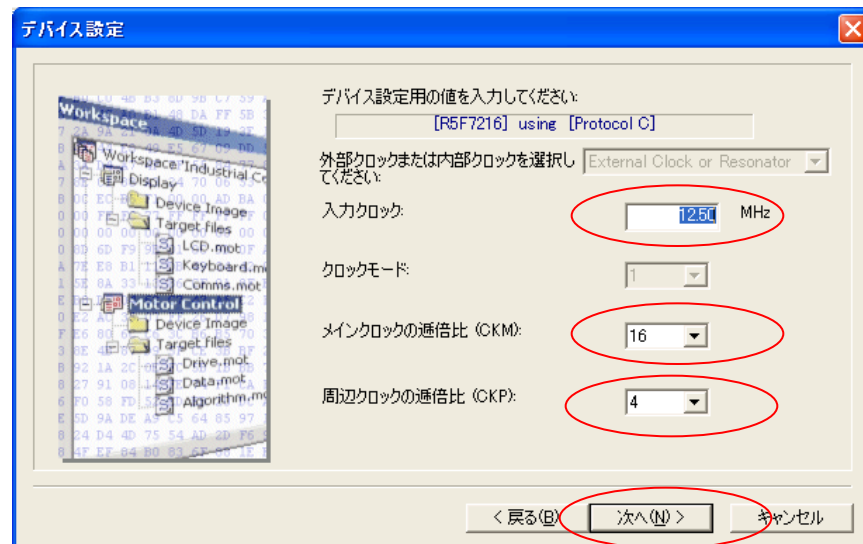 デバイス設定
デバイス設定用の値を入力してください:
[R5F7216] using [Protocol C]
外部クロックまたは内部クロックを選択し
てください:
External Clock or Resonator
入力クロック:
12.50 MHz
クロックモード:
1
メインクロックの逓倍比 (CKM):
16
周辺クロックの逓倍比 (CKP):
4
Workspace
Workspace "Industrial Co
Display
Device Image
Target files
LCD.mot
Keyboard.m
Comms.mot
Motor Control
Device Image
Target files
Drive.mot
Data.mot
Algorithm.mo
< 戻る(B)
次へ(N) >
キャンセル